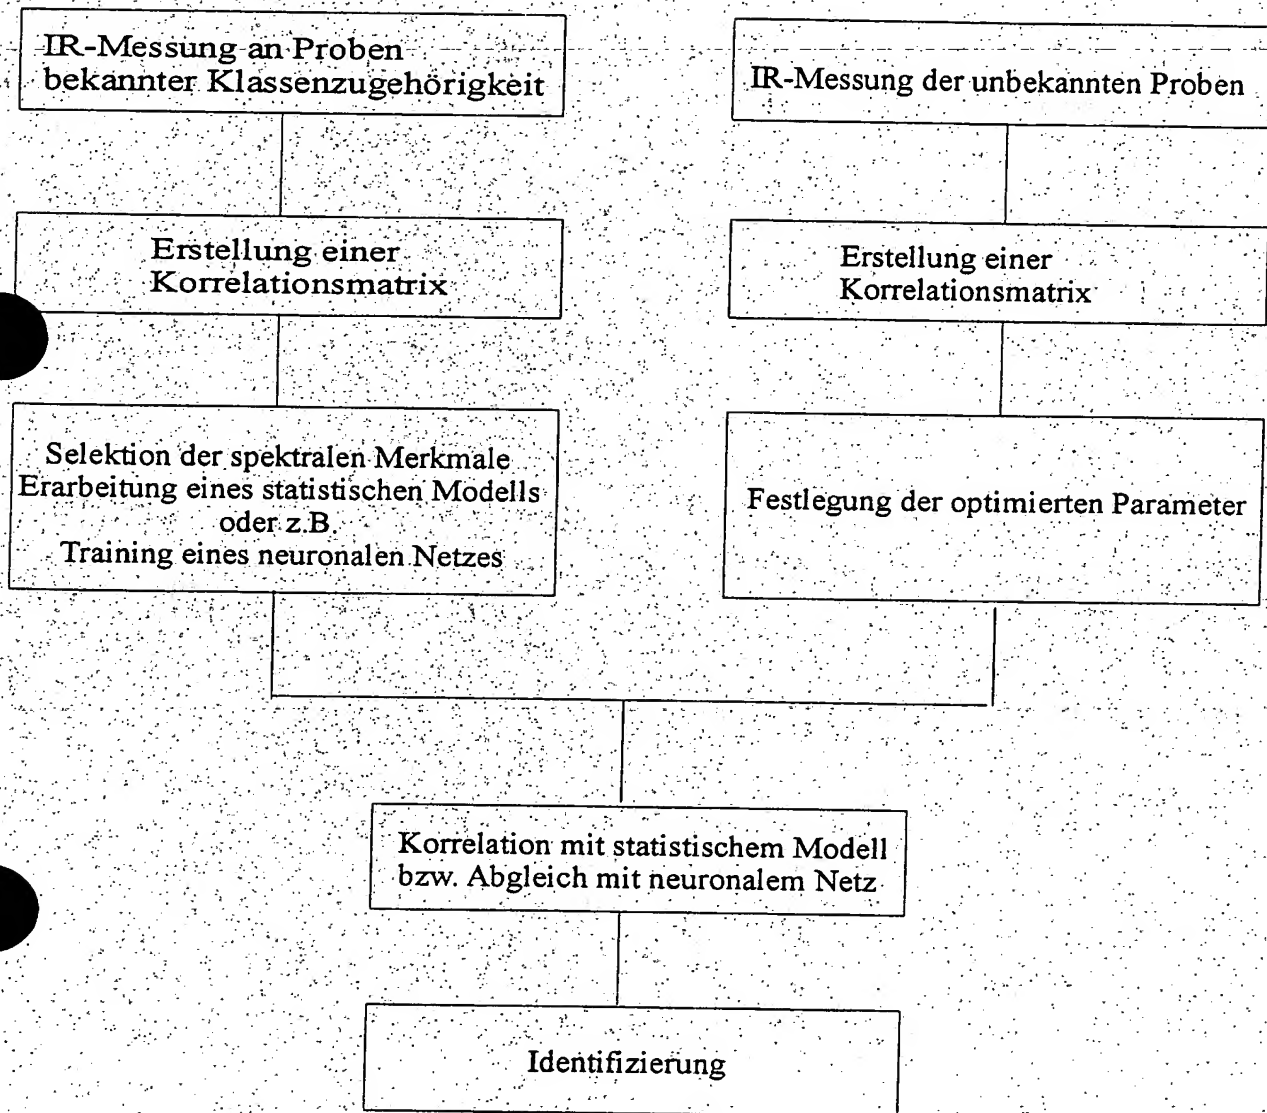 IR-Messung an Proben
bekannter Klassenzugehörigkeit
IR-Messung der unbekannten Proben
Erstellung einer
Korrelationsmatrix
Erstellung einer
Korrelationsmatrix
Selektion der spektralen Merkmale
Erarbeitung eines statistischen Modells
oder z.B.
Training eines neuronalen Netzes
Festlegung der optimierten Parameter
Korrelation mit statistischem Modell
bzw. Abgleich mit neuronalem Netz
Identifizierung